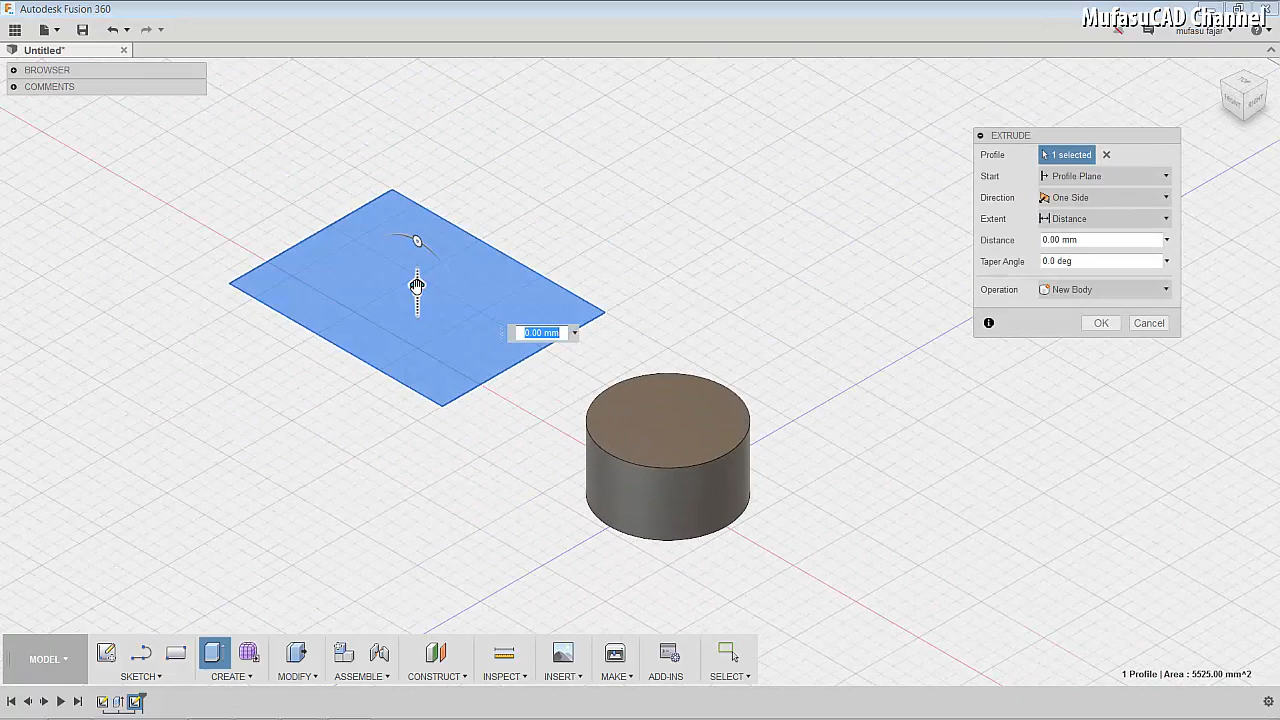 Autodesk Fusion 360
MufasuCAD Channel
mufasu fajar
Untitled*
BROWSER
COMMENTS
TOP
FRONT
RIGHT
EXTRUDE
Profile 1 selected
Start Profile Plane
Direction One Side
Extent Distance
Distance 0.00 mm
Taper Angle 0.0 deg
Operation New Body
OK Cancel
0.00 mm
MODEL
SKETCH CREATE MODIFY ASSEMBLE CONSTRUCT INSPECT INSERT MAKE ADD-INS SELECT
1 Profile | Area : 5525.00 mm^2